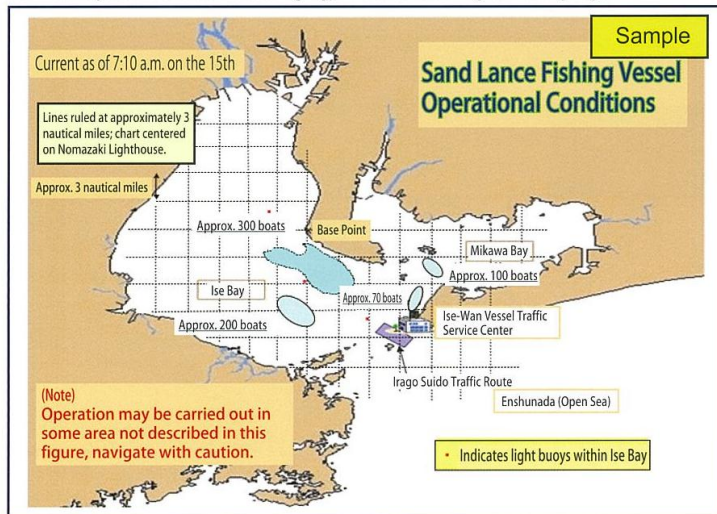 Sample
Current as of 7:10 a.m. on the 15th
Sand Lance Fishing Vessel
Operational Conditions
Lines ruled at approximately 3
nautical miles; chart centered
on Nomazaki Lighthouse.
Approx. 3 nautical miles
Approx. 300 boats
Base Point
Mikawa Bay
Approx. 100 boats
Ise Bay
Approx. 70 boats
Approx. 200 boats
Ise-Wan Vessel Traffic
Service Center
Irago Suido Traffic Route
Enshunada (Open Sea)
(Note)
Operation may be carried out in
some area not described in this
figure, navigate with caution.
Indicates light buoys within Ise Bay